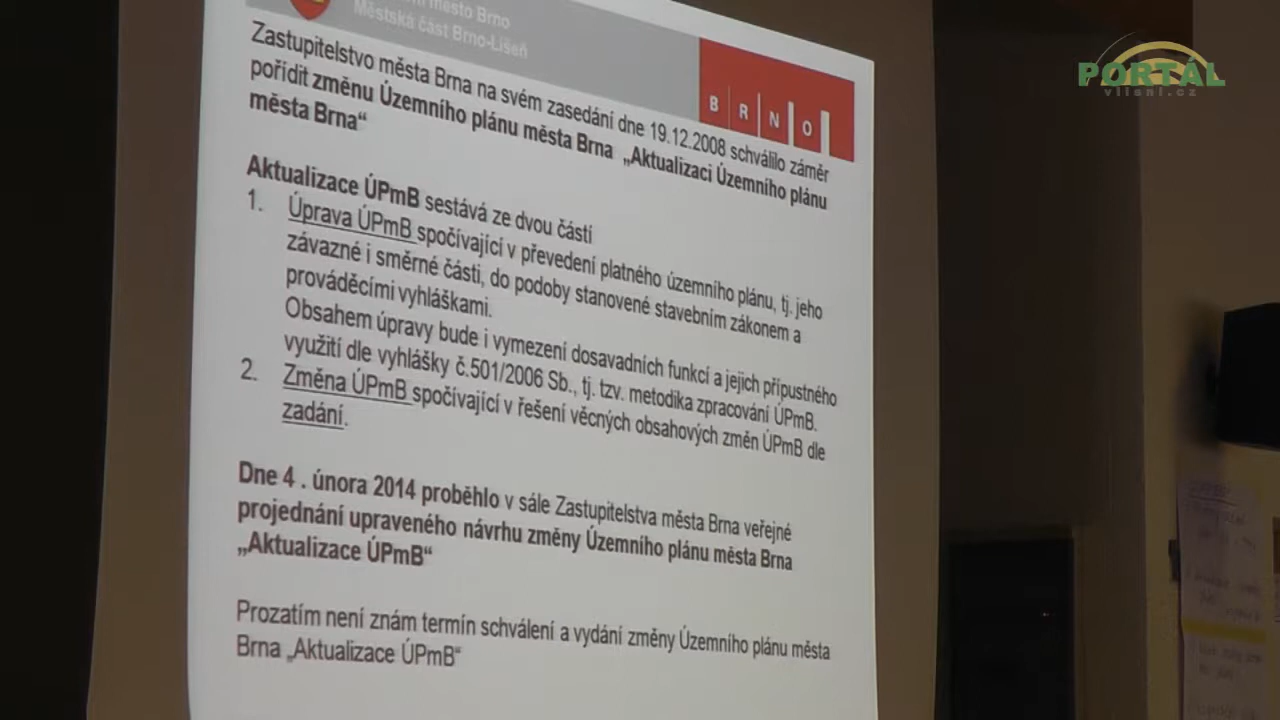 město Brno
Městská část Brno-Líšeň
BRNO
PORTÁL
vlisni.cz
Zastupitelstvo města Brna na svém zasedání dne 19.12.2008 schválilo záměr
pořídit změnu Územního plánu města Brna „Aktualizaci Územního plánu
města Brna“
Aktualizace ÚPmB sestává ze dvou částí
1. Úprava ÚPmB spočívající v převedení platného územního plánu, tj. jeho
závazné i směrné části, do podoby stanovené stavebním zákonem a
prováděcími vyhláškami.
Obsahem úpravy bude i vymezení dosavadních funkcí a jejich přípustného
využití dle vyhlášky č.501/2006 Sb., tj. tzv. metodika zpracování ÚPmB.
2. Změna ÚPmB spočívající v řešení věcných obsahových změn ÚPmB dle
zadání.
Dne 4 . února 2014 proběhlo v sále Zastupitelstva města Brna veřejné
projednání upraveného návrhu změny Územního plánu města Brna
„Aktualizace ÚPmB“
Prozatím není znám termín schválení a vydání změny Územního plánu města
Brna „Aktualizace ÚPmB“